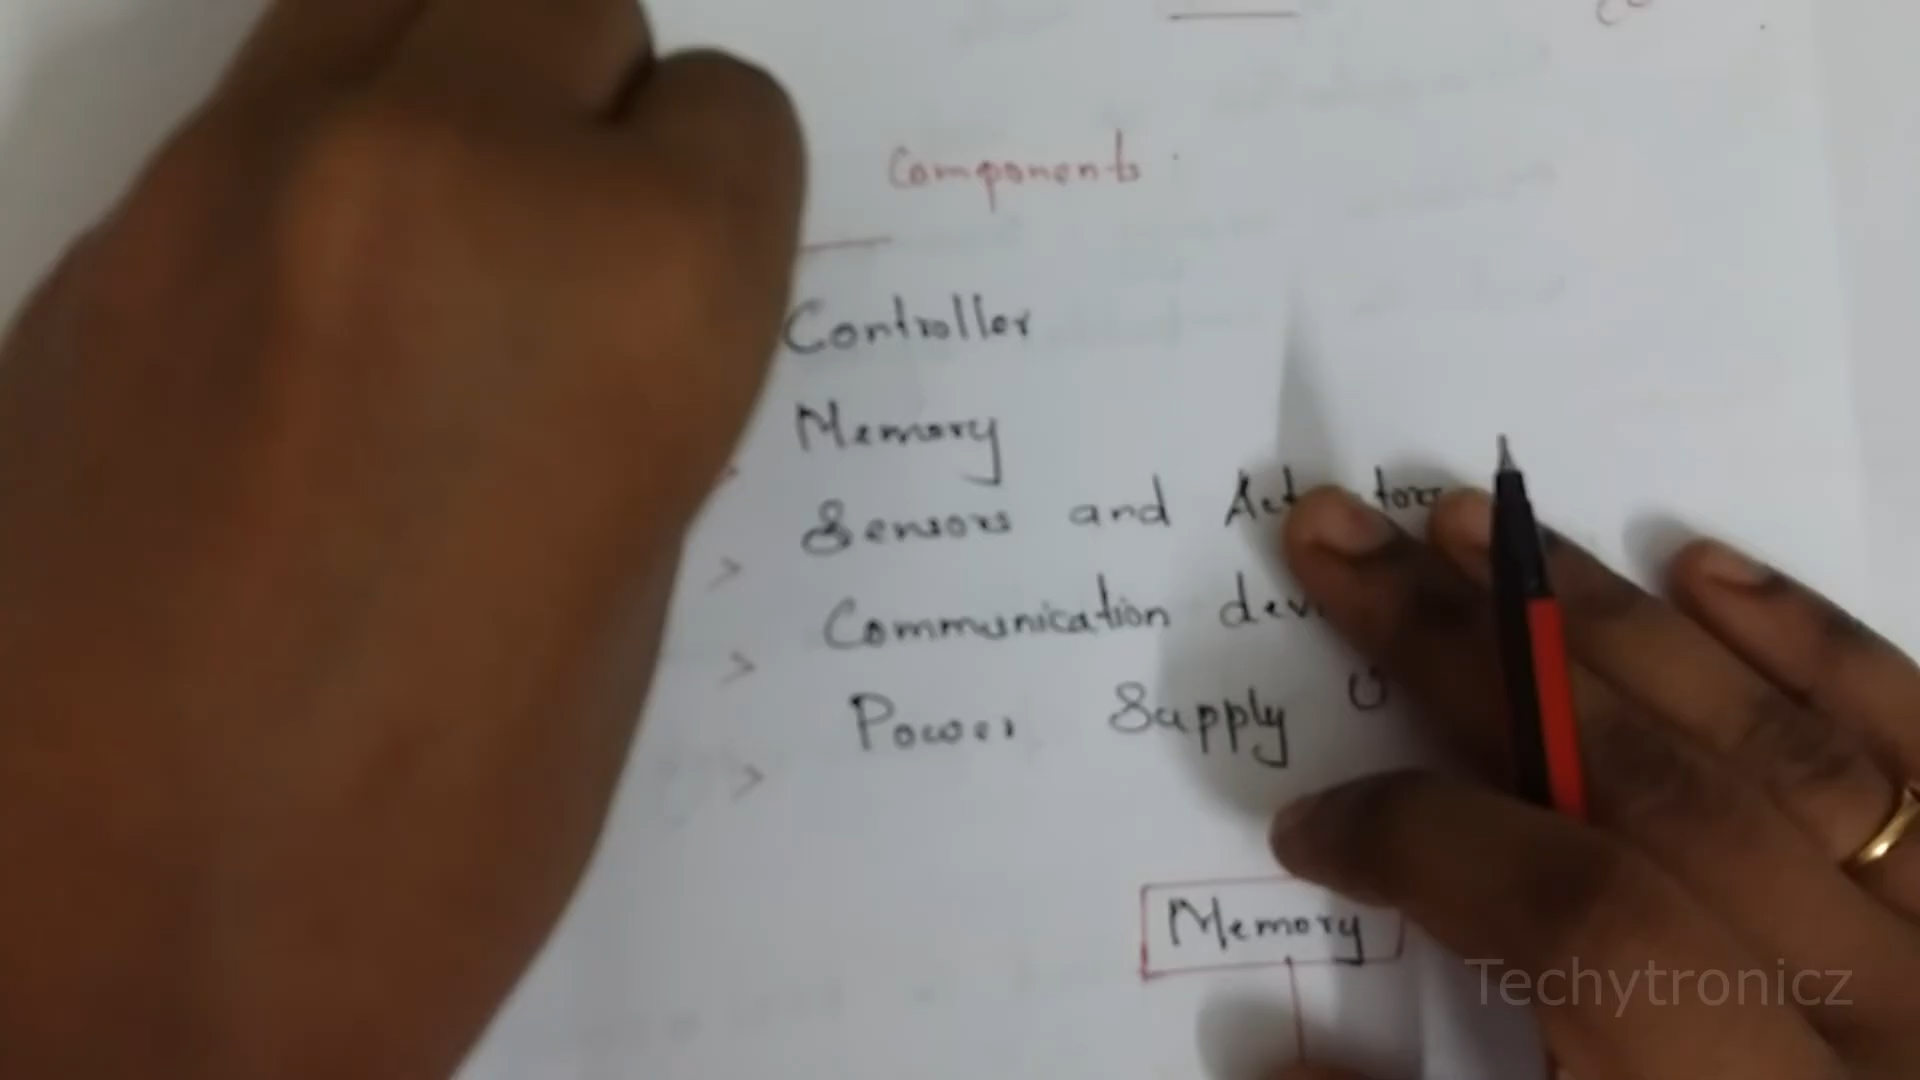 Components
Controller
Memory
Sensors and
Communication
Power Supply
Memory
Techytronicz